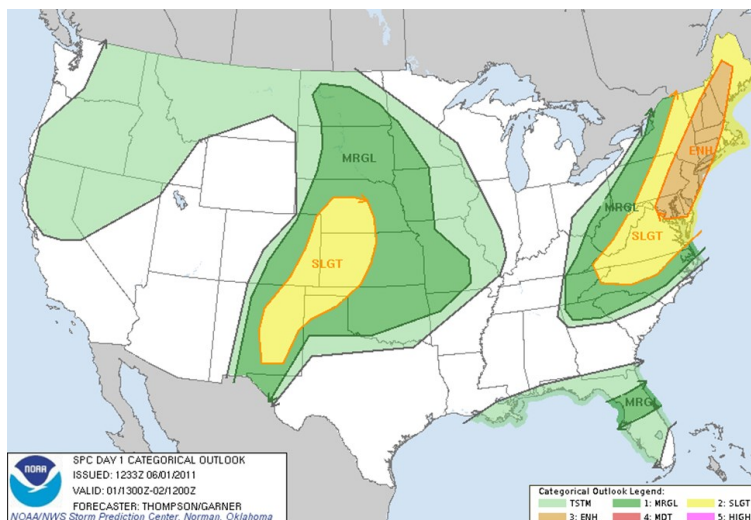 MRGL
ENH
MRGL
SLGT
SLGT
MRGL
NOAA
SPC DAY 1 CATEGORICAL OUTLOOK
ISSUED: 1233Z 06/01/2011
VALID: 01/1300Z-02/1200Z
FORECASTER: THOMPSON/GARNER
NOAA/NWS Storm Prediction Center, Norman, Oklahoma
Categorical Outlook Legend:
TSTM 1: MRGL 2: SLGT
3: ENH 4: MDT 5: HIGH